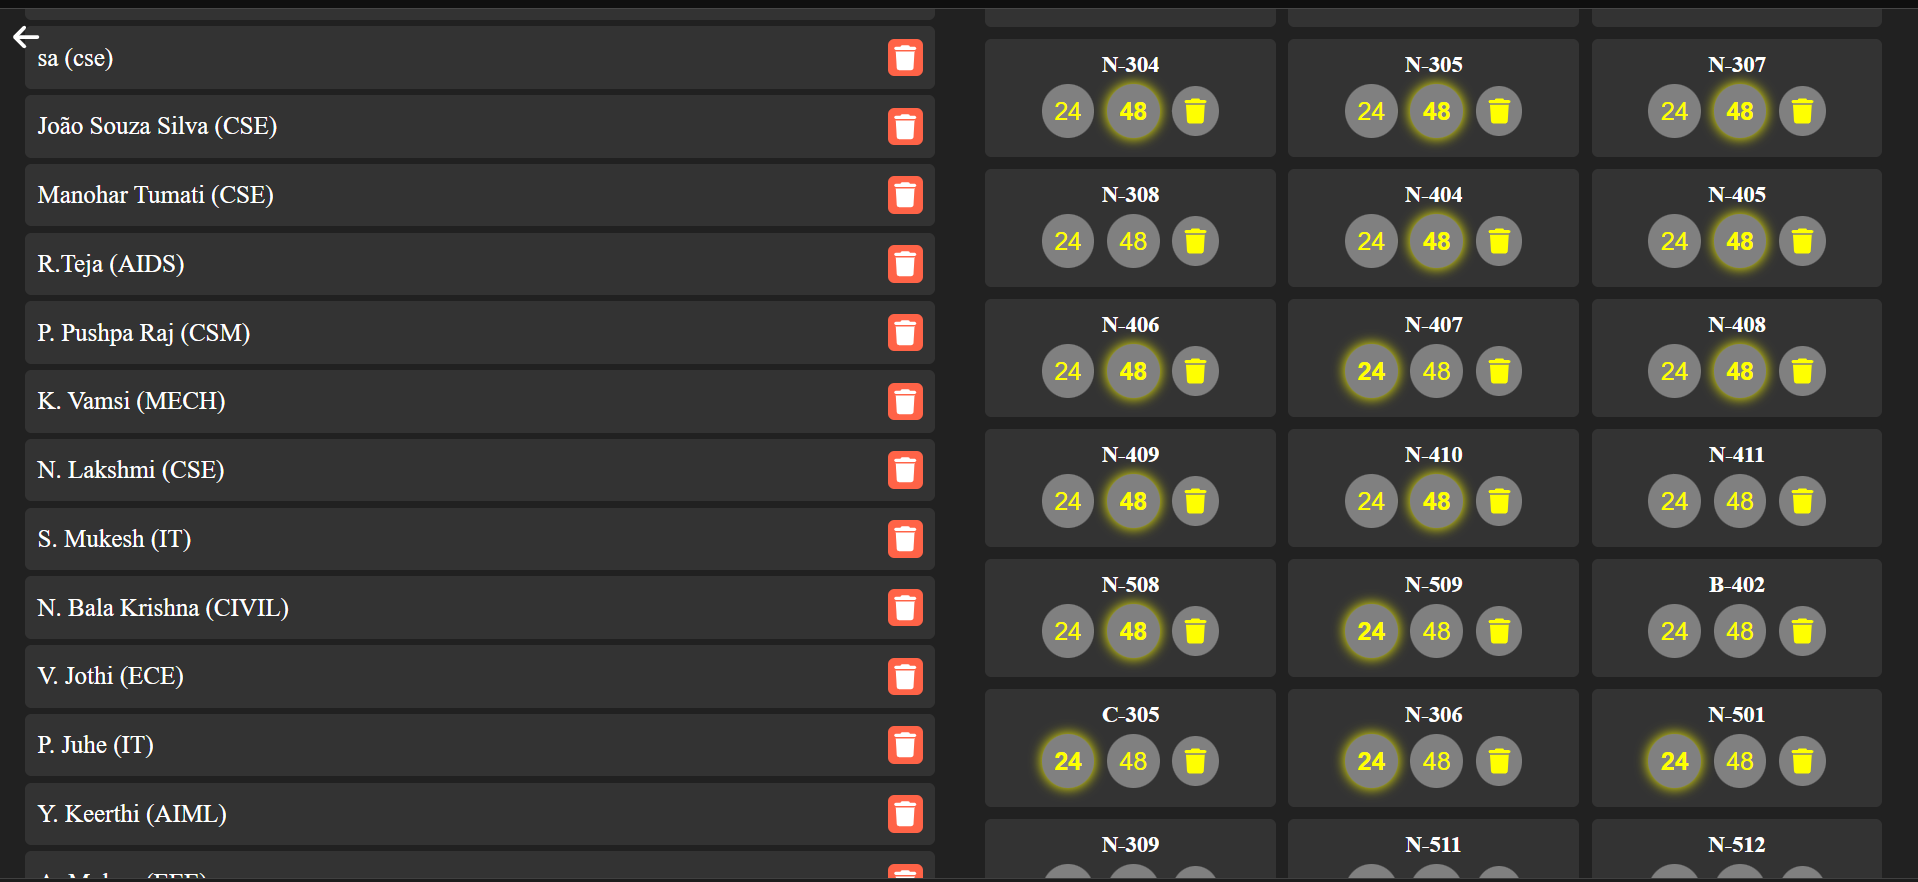 sa (cse)
João Souza Silva (CSE)
Manohar Tumati (CSE)
R.Teja (AIDS)
P. Pushpa Raj (CSM)
K. Vamsi (MECH)
N. Lakshmi (CSE)
S. Mukesh (IT)
N. Bala Krishna (CIVIL)
V. Jothi (ECE)
P. Juhe (IT)
Y. Keerthi (AIML)
N-304 N-305 N-307
24 48 24 48 24 48
N-308 N-404 N-405
24 48 24 48 24 48
N-406 N-407 N-408
24 48 24 48 24 48
N-409 N-410 N-411
24 48 24 48 24 48
N-508 N-509 B-402
24 48 24 48 24 48
C-305 N-306 N-501
24 48 24 48 24 48
N-309 N-511 N-512